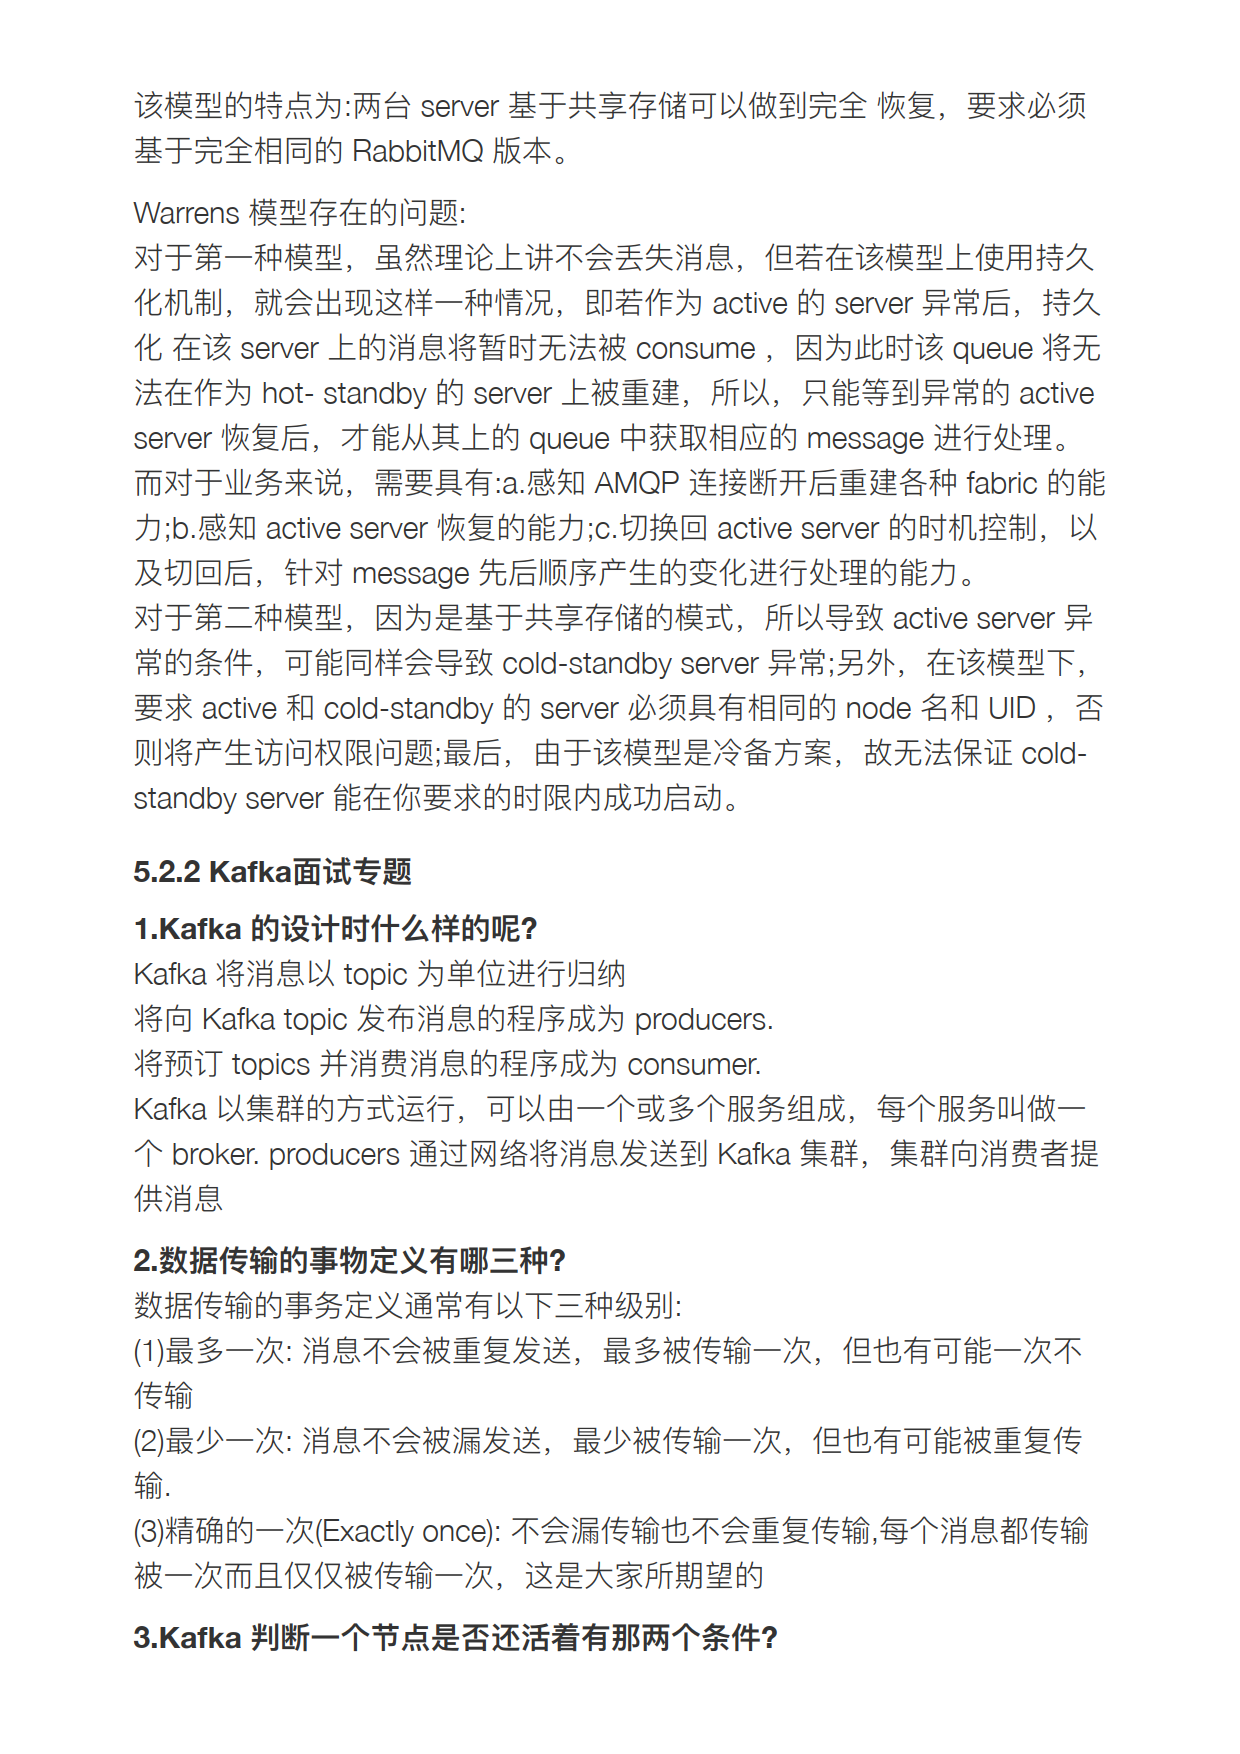 该模型的特点为:两台 server 基于共享存储可以做到完全 恢复，要求必须
基于完全相同的 RabbitMQ 版本。
Warrens 模型存在的问题:
对于第一种模型，虽然理论上讲不会丢失消息，但若在该模型上使用持久
化机制，就会出现这样一种情况，即若作为 active 的 server 异常后，持久
化 在该 server 上的消息将暂时无法被 consume ，因为此时该 queue 将无
法在作为 hot- standby 的 server 上被重建，所以，只能等到异常的 active
server 恢复后，才能从其上的 queue 中获取相应的 message 进行处理。
而对于业务来说，需要具有:a.感知 AMQP 连接断开后重建各种 fabric 的能
力;b.感知 active server 恢复的能力;c.切换回 active server 的时机控制，以
及切回后，针对 message 先后顺序产生的变化进行处理的能力。
对于第二种模型，因为是基于共享存储的模式，所以导致 active server 异
常的条件，可能同样会导致 cold-standby server 异常;另外，在该模型下，
要求 active 和 cold-standby 的 server 必须具有相同的 node 名和 UID ，否
则将产生访问权限问题;最后，由于该模型是冷备方案，故无法保证 cold-
standby server 能在你要求的时限内成功启动。
5.2.2 Kafka面试专题
1.Kafka 的设计时什么样的呢?
Kafka 将消息以 topic 为单位进行归纳
将向 Kafka topic 发布消息的程序成为 producers.
将预订 topics 并消费消息的程序成为 consumer.
Kafka 以集群的方式运行，可以由一个或多个服务组成，每个服务叫做一
个 broker. producers 通过网络将消息发送到 Kafka 集群，集群向消费者提
供消息
2.数据传输的事物定义有哪三种?
数据传输的事务定义通常有以下三种级别:
(1)最多一次: 消息不会被重复发送，最多被传输一次，但也有可能一次不
传输
(2)最少一次: 消息不会被漏发送，最少被传输一次，但也有可能被重复传
输.
(3)精确的一次(Exactly once): 不会漏传输也不会重复传输,每个消息都传输
被一次而且仅仅被传输一次，这是大家所期望的
3.Kafka 判断一个节点是否还活着有那两个条件?